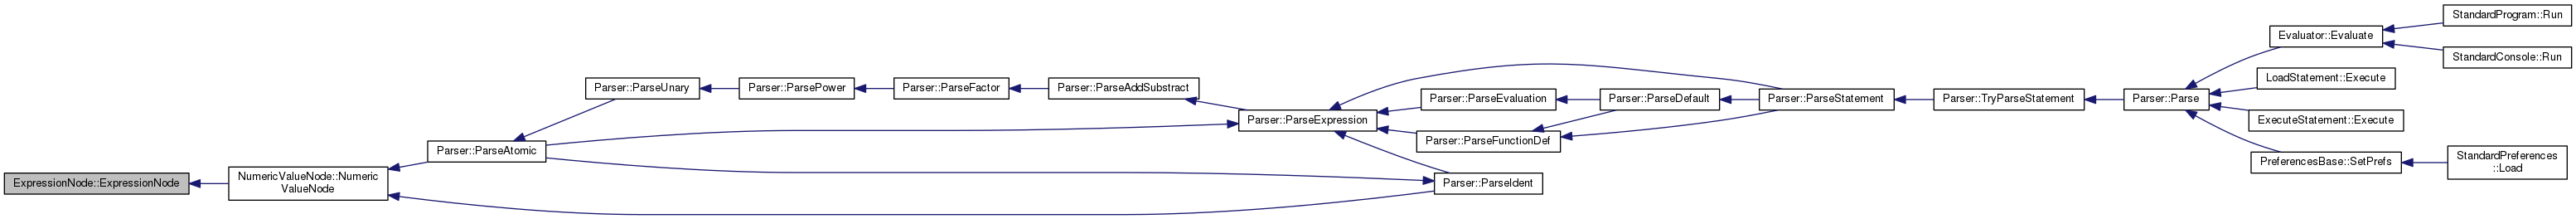 StandardProgram::Run
Evaluator::Evaluate
StandardConsole::Run
LoadStatement::Execute
Parser::ParseUnary
Parser::ParsePower
Parser::ParseFactor
Parser::ParseAddSubstract
Parser::ParseEvaluation
Parser::ParseDefault
Parser::ParseStatement
Parser::TryParseStatement
Parser::Parse
ExecuteStatement::Execute
Parser::ParseExpression
Parser::ParseFunctionDef
Parser::ParseAtomic
PreferencesBase::SetPrefs
StandardPreferences
::Load
ExpressionNode::ExpressionNode
NumericValueNode::Numeric
ValueNode
Parser::ParseIdent